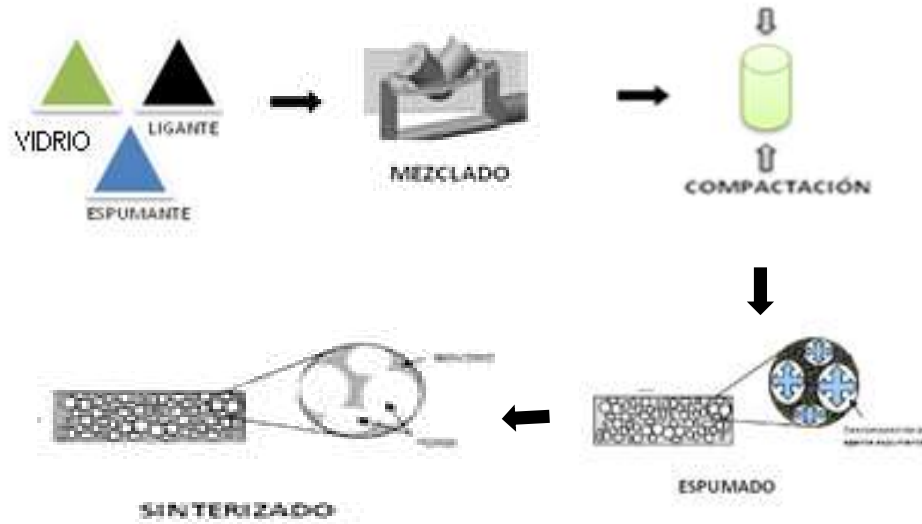 VIDRIO
LIGANTE
ESPUMANTE
MEZCLADO
COMPACTACIÓN
ESPUMADO
SINTERIZADO